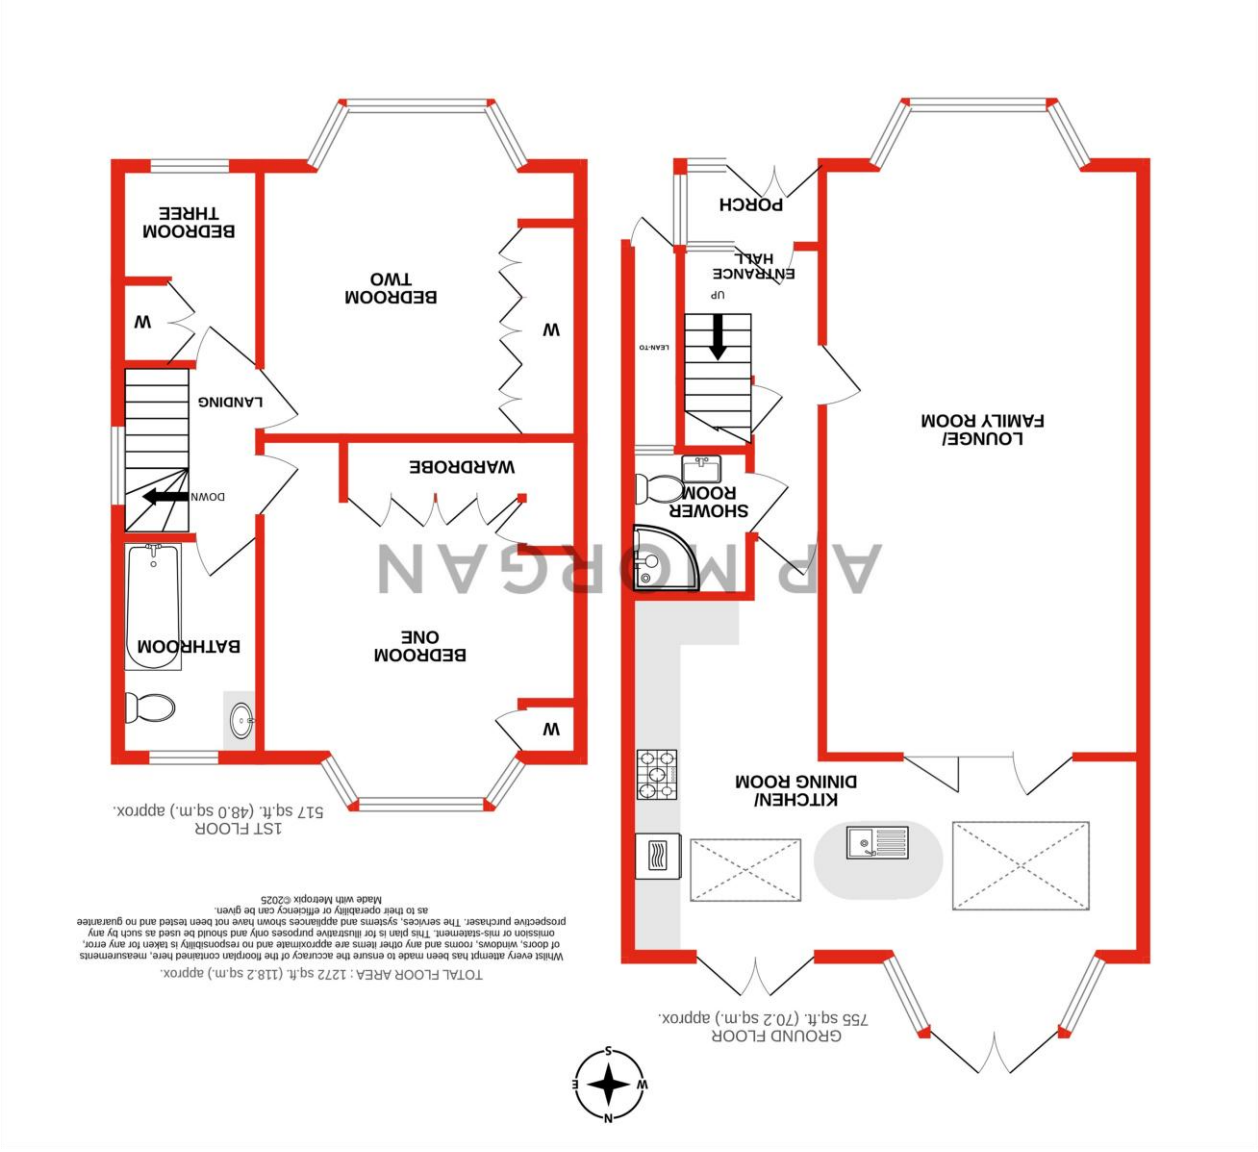 GROUND FLOOR
755 sq.ft. (70.2 sq.m.) approx.
KITCHEN/
DINING ROOM
LOUNGE/
FAMILY ROOM
SHOWER
ROOM
LEAN-TO
UP
ENTRANCE
HALL
PORCH
1ST FLOOR
517 sq.ft. (48.0 sq.m.) approx.
W
BEDROOM
ONE
BATHROOM
DOWN
WARDROBE
LANDING
W
W
BEDROOM
TWO
BEDROOM
THREE
AP MORGAN
TOTAL FLOOR AREA : 1272 sq.ft. (118.2 sq.m.) approx.
Whilst every attempt has been made to ensure the accuracy of the floorplan contained here, measurements
of doors, windows, rooms and any other items are approximate and no responsibility is taken for any error,
omission or mis-statement. This plan is for illustrative purposes only and should be used as such by any
prospective purchaser. The services, systems and appliances shown have not been tested and no guarantee
as to their operability or efficiency can be given.
Made with Metropix ©2025
N
W
E
S